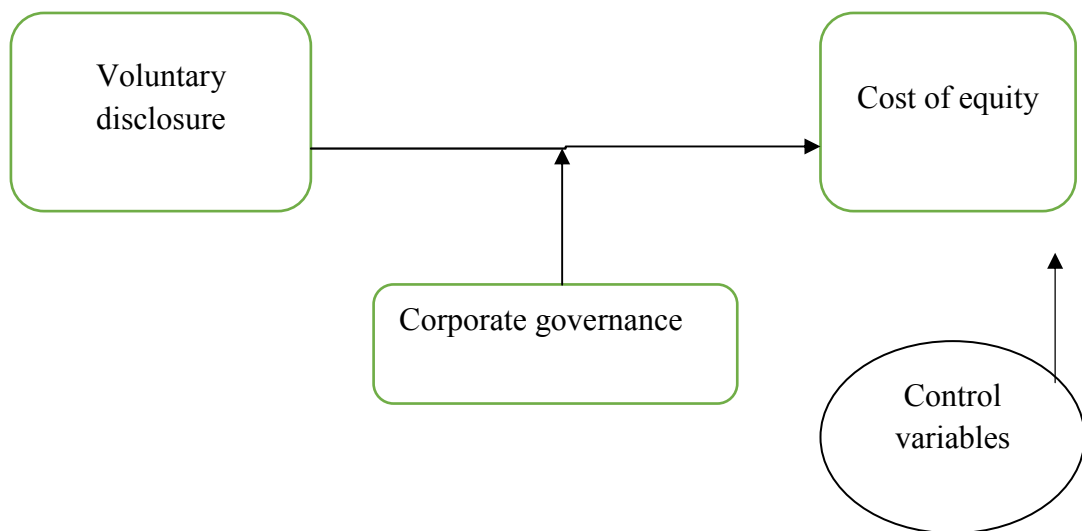 Voluntary
disclosure
Cost of equity
Corporate governance
Control
variables